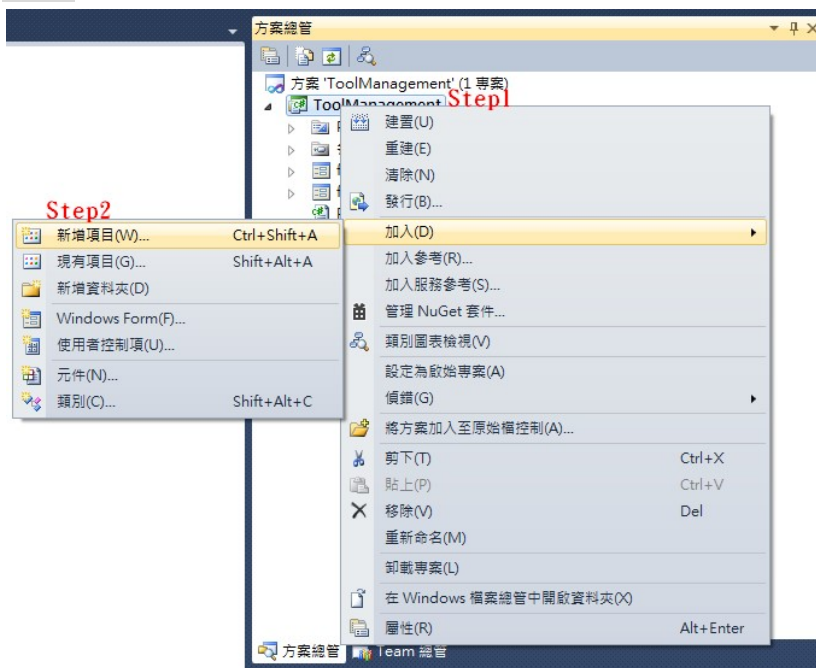 方案總管
方案 'ToolManagement' (1 專案)
ToolManagement
Step1
建置(U)
重建(E)
清除(N)
發行(B)...
加入(D)
加入參考(R)...
加入服務參考(S)...
管理 NuGet 套件...
類別圖表檢視(V)
設定為啟始專案(A)
偵錯(G)
將方案加入至原始檔控制(A)...
剪下(T) Ctrl+X
貼上(P) Ctrl+V
移除(V) Del
重新命名(M)
卸載專案(L)
在 Windows 檔案總管中開啟資料夾(X)
屬性(R) Alt+Enter
Step2
新增項目(W)... Ctrl+Shift+A
現有項目(G)... Shift+Alt+A
新增資料夾(D)
Windows Form(F)...
使用者控制項(U)...
元件(N)...
類別(C)... Shift+Alt+C
方案總管
Team 總管